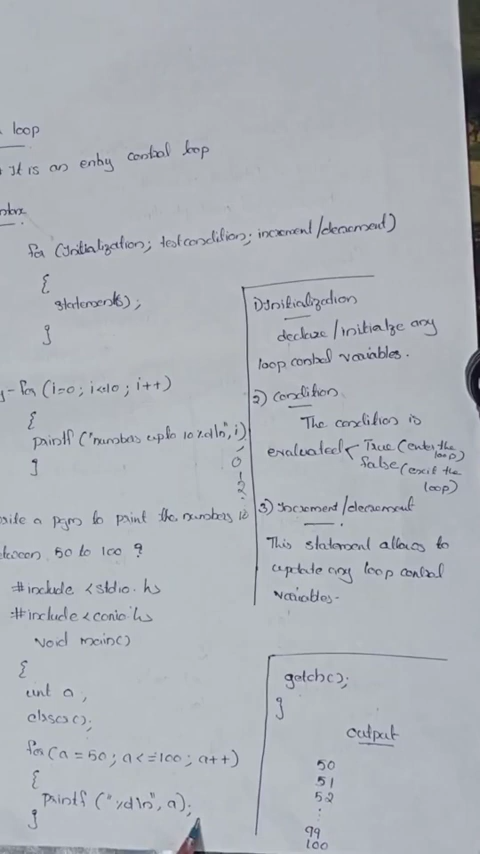 loop
It is an entry control loop
for (Initialization; testcondition; increment/decrement)
{
statements);
}
for (i=0; i<=10; i++)
{
printf ("numbers upto 10 %d\n", i)
}
0
1
2
write a pgm to print the numbers
between 50 to 100 ?
#include <stdio.h>
#include <conio.h>
void main()
{
int a,
clrscr();
for (a=50; a<=100; a++)
{
printf ("%d\n", a);
}
1) Initialization
declare/initialize any
loop control variables.
2) condition
The condition is
evaluated < True (enter the loop)
false (exit the loop)
3) Increment/decrement
This statement allows to
update any loop control
variables.
getch();
}
output
50
51
52
:
99
100